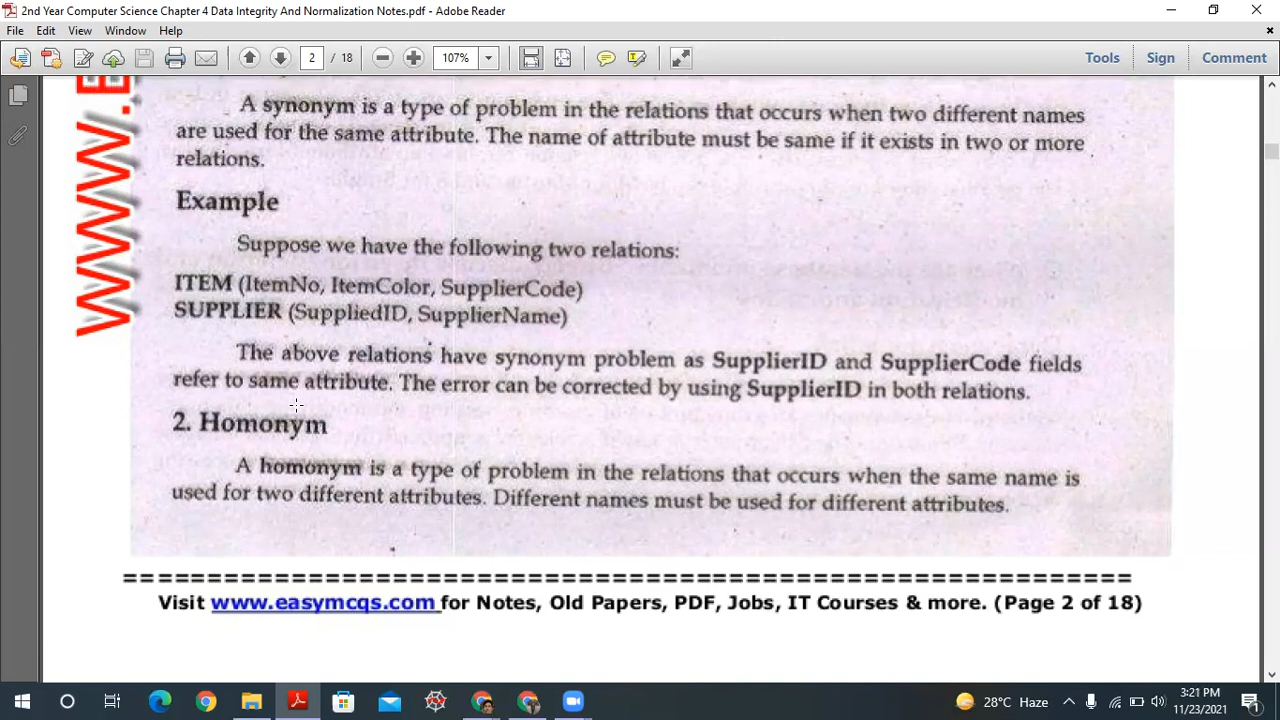 2nd Year Computer Science Chapter 4 Data Integrity And Normalization Notes.pdf - Adobe Reader
File Edit View Window Help
2 / 18 107% Tools Sign Comment
WWW.
A synonym is a type of problem in the relations that occurs when two different names
are used for the same attribute. The name of attribute must be same if it exists in two or more
relations.
Example
Suppose we have the following two relations:
ITEM (ItemNo, ItemColor, SupplierCode)
SUPPLIER (SuppliedID, SupplierName)
The above relations have synonym problem as SupplierID and SupplierCode fields
refer to same attribute. The error can be corrected by using SupplierID in both relations.
2. Homonym
A homonym is a type of problem in the relations that occurs when the same name is
used for two different attributes. Different names must be used for different attributes.
==============================================================
Visit www.easymcqs.com for Notes, Old Papers, PDF, Jobs, IT Courses & more. (Page 2 of 18)
28°C Haze
3:21 PM
11/23/2021
1